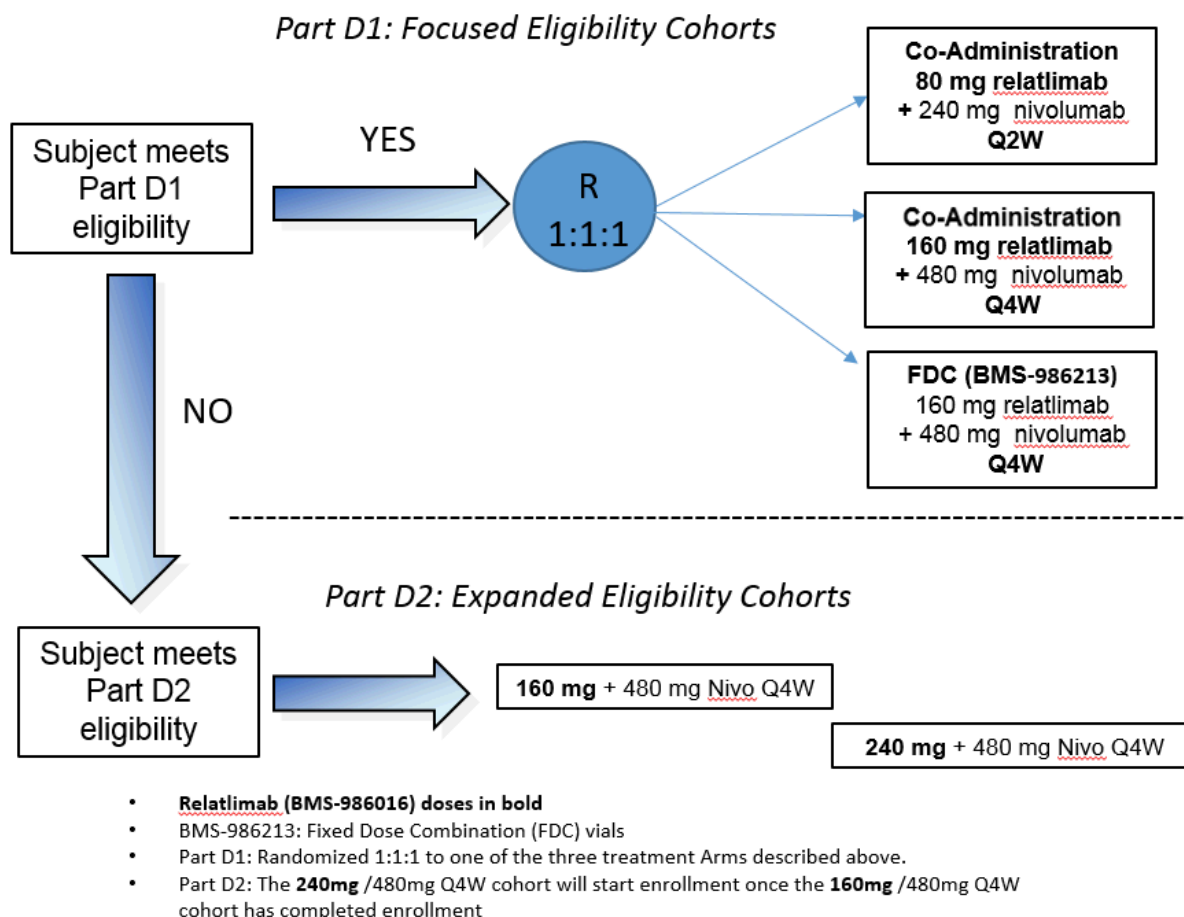 Part D1: Focused Eligibility Cohorts
Subject meets
Part D1
eligibility
YES
R
1:1:1
Co-Administration
80 mg relatlimab
+ 240 mg nivolumab
Q2W
Co-Administration
160 mg relatlimab
+ 480 mg nivolumab
Q4W
FDC (BMS-986213)
160 mg relatlimab
+ 480 mg nivolumab
Q4W
NO
Part D2: Expanded Eligibility Cohorts
Subject meets
Part D2
eligibility
160 mg + 480 mg Nivo Q4W
240 mg + 480 mg Nivo Q4W
• Relatlimab (BMS-986016) doses in bold
• BMS-986213: Fixed Dose Combination (FDC) vials
• Part D1: Randomized 1:1:1 to one of the three treatment Arms described above.
• Part D2: The 240mg /480mg Q4W cohort will start enrollment once the 160mg /480mg Q4W
cohort has completed enrollment